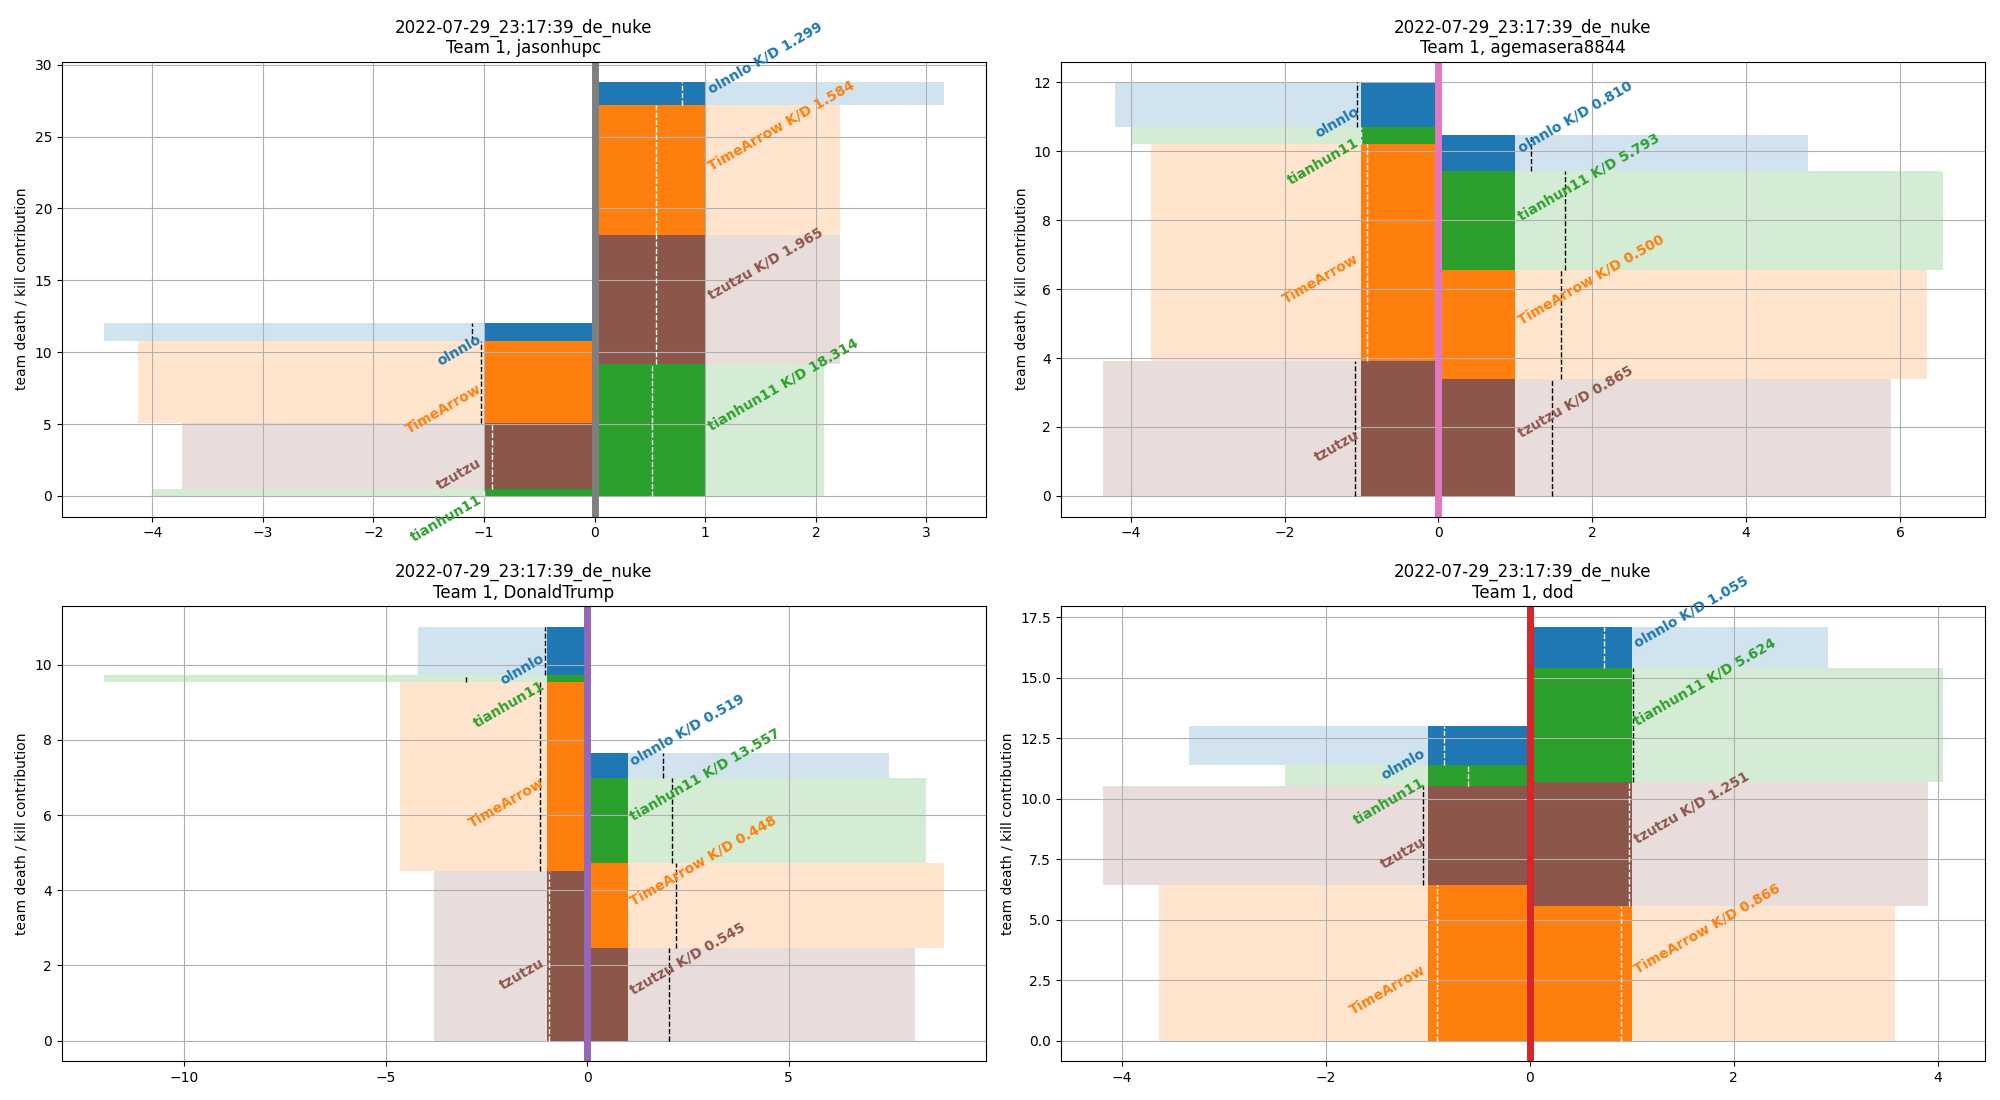 2022-07-29_23:17:39_de_nuke
Team 1, jasonhupc
team death / kill contribution
30
25
20
15
10
5
0
−4
−3
−2
−1
0
1
2
3
olnnlo K/D 1.299
TimeArrow K/D 1.584
tzutzu K/D 1.965
tianhun11 K/D 18.314
olnnlo
TimeArrow
tzutzu
tianhun11
2022-07-29_23:17:39_de_nuke
Team 1, agemasera8844
team death / kill contribution
12
10
8
6
4
2
0
−4
−2
0
2
4
6
olnnlo
tianhun11
TimeArrow
tzutzu
olnnlo K/D 0.810
tianhun11 K/D 5.793
TimeArrow K/D 0.500
tzutzu K/D 0.865
2022-07-29_23:17:39_de_nuke
Team 1, DonaldTrump
team death / kill contribution
10
8
6
4
2
0
−10
−5
0
5
olnnlo
tianhun11
TimeArrow
tzutzu
olnnlo K/D 0.519
tianhun11 K/D 13.557
TimeArrow K/D 0.448
tzutzu K/D 0.545
2022-07-29_23:17:39_de_nuke
Team 1, dod
team death / kill contribution
17.5
15.0
12.5
10.0
7.5
5.0
2.5
0.0
−4
−2
0
2
4
olnnlo
tianhun11
tzutzu
TimeArrow
olnnlo K/D 1.055
tianhun11 K/D 5.624
tzutzu K/D 1.251
TimeArrow K/D 0.866